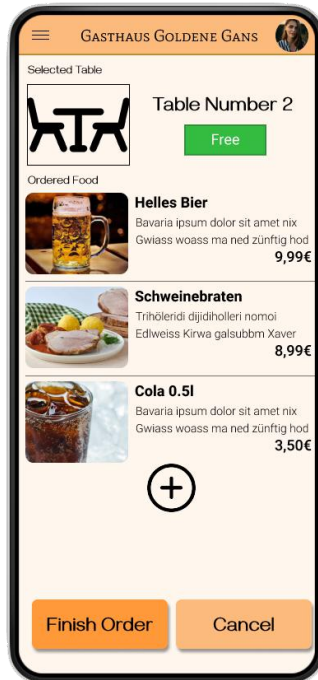 Gasthaus Goldene Gans
Selected Table
Table Number 2
Free
Ordered Food
Helles Bier
Bavaria ipsum dolor sit amet nix
Gwiass woass ma ned zünftig hod
9,99€
Schweinebraten
Trihöleridi dijidiholleri nomoi
Edlweiss Kirwa galsubbm Xaver
8,99€
Cola 0.5l
Bavaria ipsum dolor sit amet nix
Gwiass woass ma ned zünftig hod
3,50€
Finish Order
Cancel